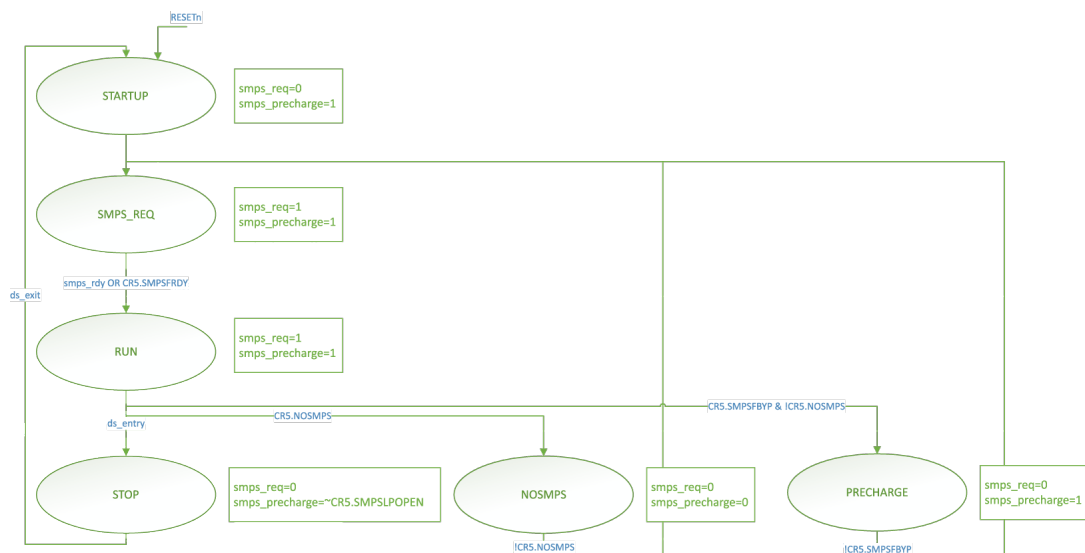 RESETn
STARTUP
smps_req=0
smps_precharge=1
SMPS_REQ
smps_req=1
smps_precharge=1
smps_rdy OR CR5.SMPSFRDY
ds_exit
RUN
smps_req=1
smps_precharge=1
CR5.SMPSFBYP & !CR5.NOSMPS
CR5.NOSMPS
ds_entry
STOP
smps_req=0
smps_precharge=~CR5.SMPSLPOPEN
NOSMPS
smps_req=0
smps_precharge=0
PRECHARGE
smps_req=0
smps_precharge=1
!CR5.NOSMPS
!CR5.SMPSFBYP